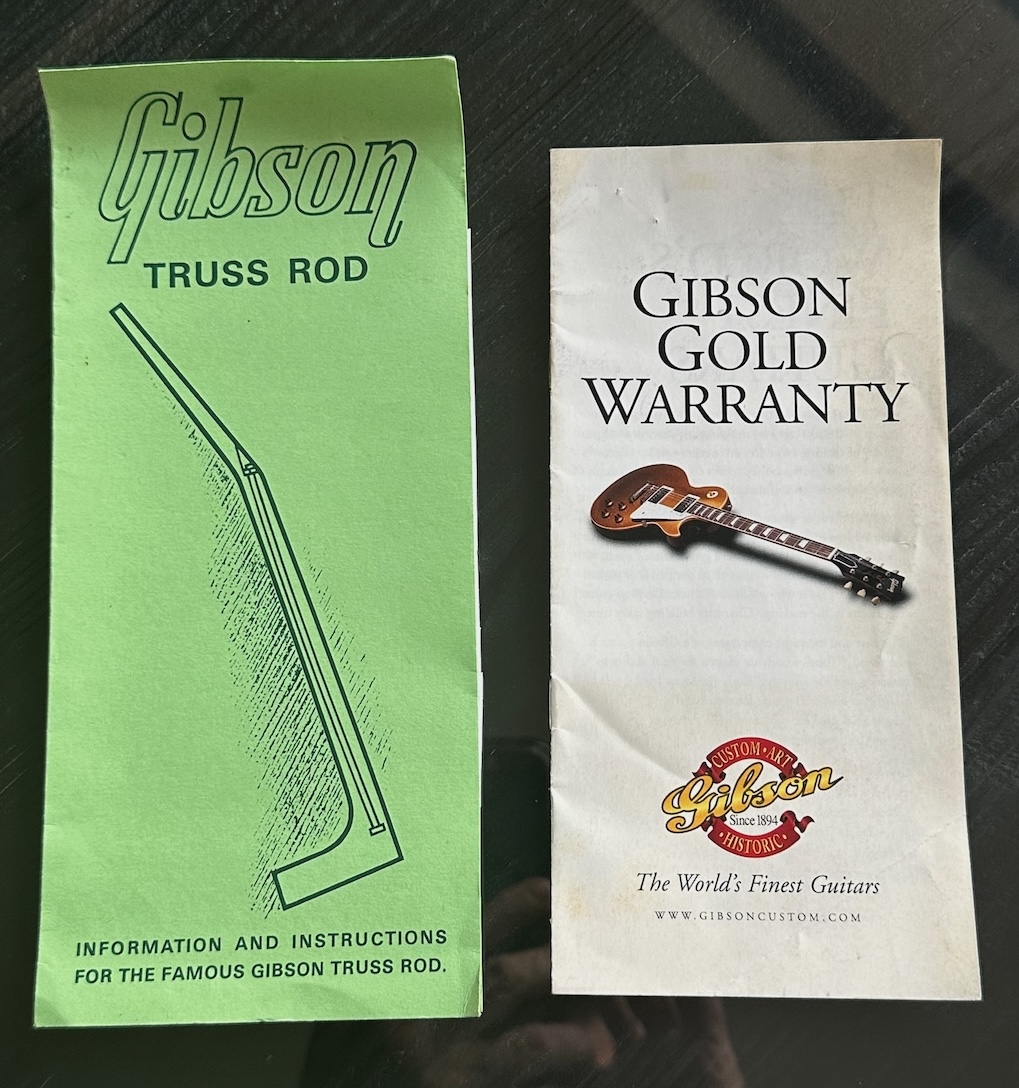 Gibson
TRUSS ROD
INFORMATION AND INSTRUCTIONS
FOR THE FAMOUS GIBSON TRUSS ROD.
GIBSON
GOLD
WARRANTY
CUSTOM • ART
Gibson
Since 1894
• HISTORIC •
The World's Finest Guitars
WWW.GIBSONCUSTOM.COM